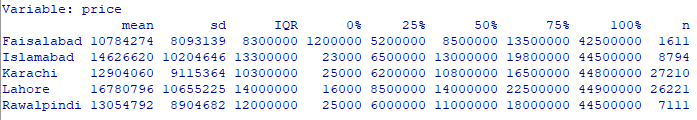 Variable: price
mean sd IQR 0% 25% 50% 75% 100% n
Faisalabad 10784274 8093139 8300000 1200000 5200000 8500000 13500000 42500000 1611
Islamabad 14626620 10204646 13300000 23000 6500000 13000000 19800000 44500000 8794
Karachi 12904060 9115364 10300000 25000 6200000 10800000 16500000 44800000 27210
Lahore 16780796 10655225 14000000 16000 8500000 14000000 22500000 44900000 26221
Rawalpindi 13054792 8904682 12000000 25000 6000000 11000000 18000000 44500000 7111